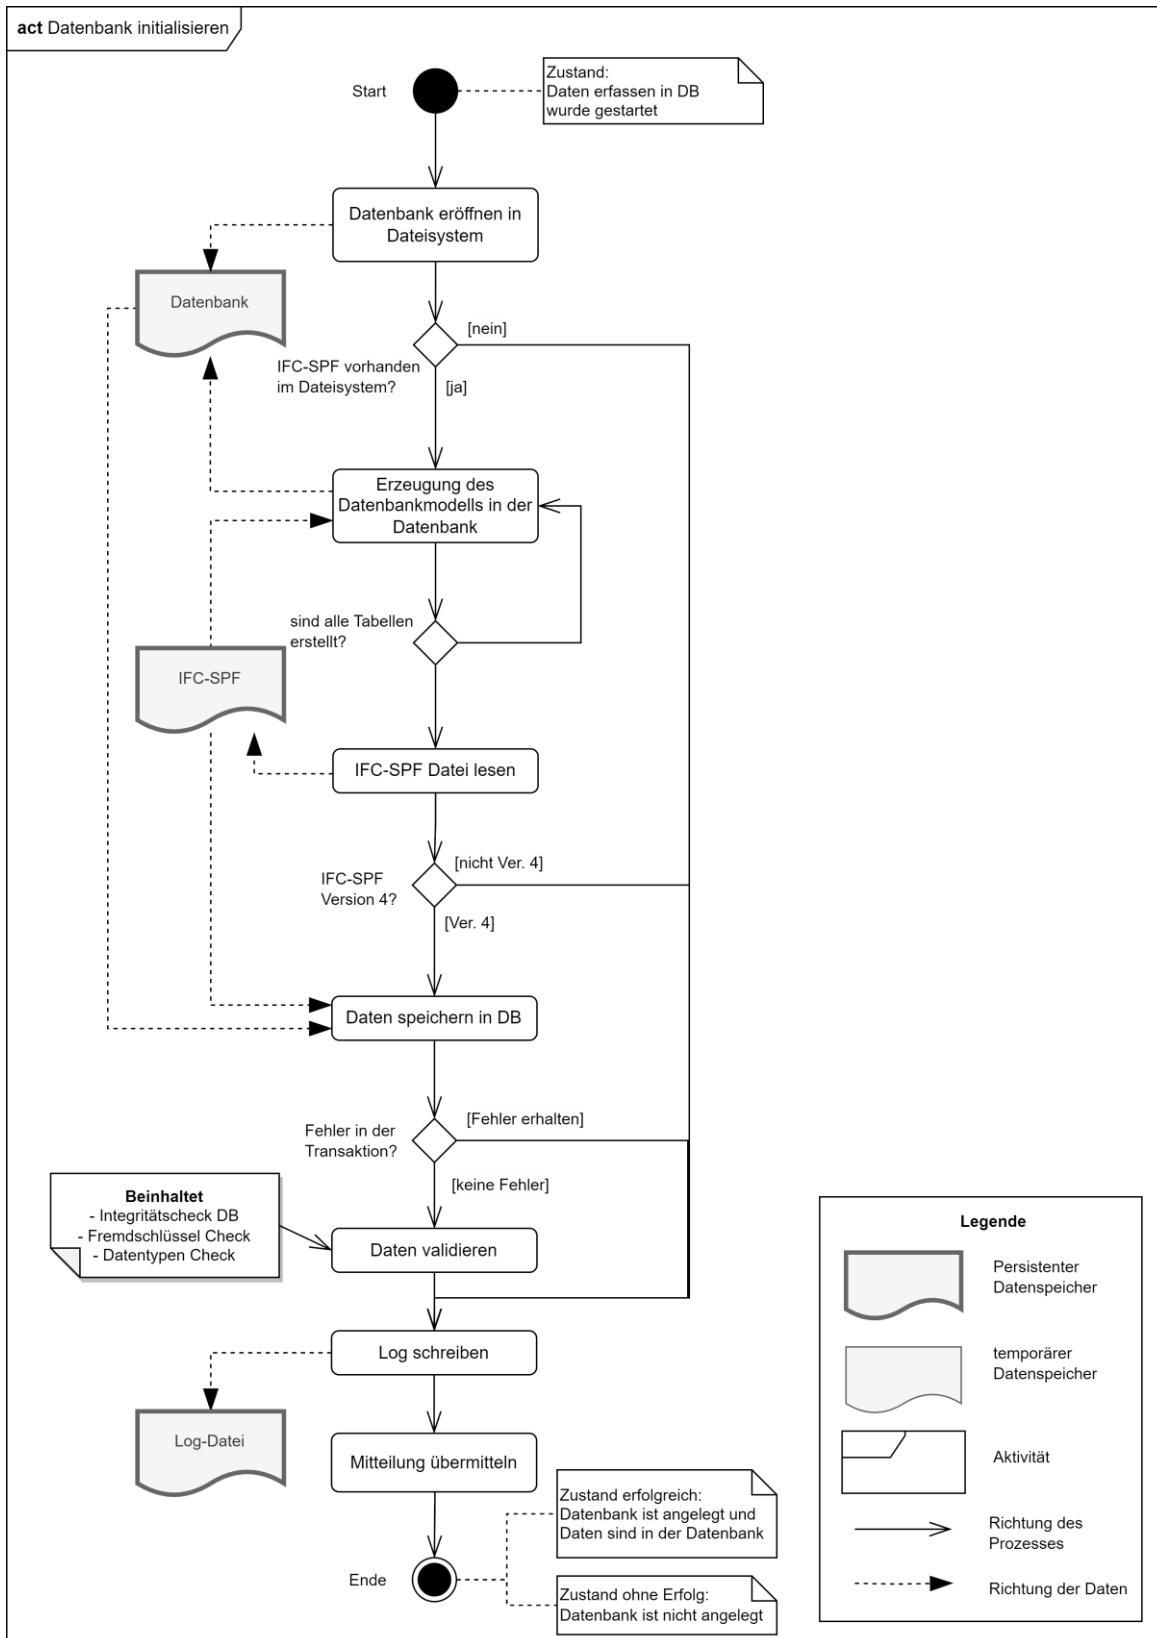 act Datenbank initialisieren
Start
Zustand:
Daten erfassen in DB
wurde gestartet
Datenbank eröffnen in
Dateisystem
Datenbank
[nein]
IFC-SPF vorhanden
im Dateisystem?
[ja]
Erzeugung des
Datenbankmodells in der
Datenbank
sind alle Tabellen
erstellt?
IFC-SPF
IFC-SPF Datei lesen
[nicht Ver. 4]
IFC-SPF
Version 4?
[Ver. 4]
Daten speichern in DB
[Fehler erhalten]
Fehler in der
Transaktion?
[keine Fehler]
Beinhaltet
- Integritätscheck DB
- Fremdschlüssel Check
- Datentypen Check
Daten validieren
Log schreiben
Log-Datei
Mitteilung übermitteln
Zustand erfolgreich:
Datenbank ist angelegt und
Daten sind in der Datenbank
Ende
Zustand ohne Erfolg:
Datenbank ist nicht angelegt
Legende
Persistenter
Datenspeicher
temporärer
Datenspeicher
Aktivität
Richtung des
Prozesses
Richtung der Daten